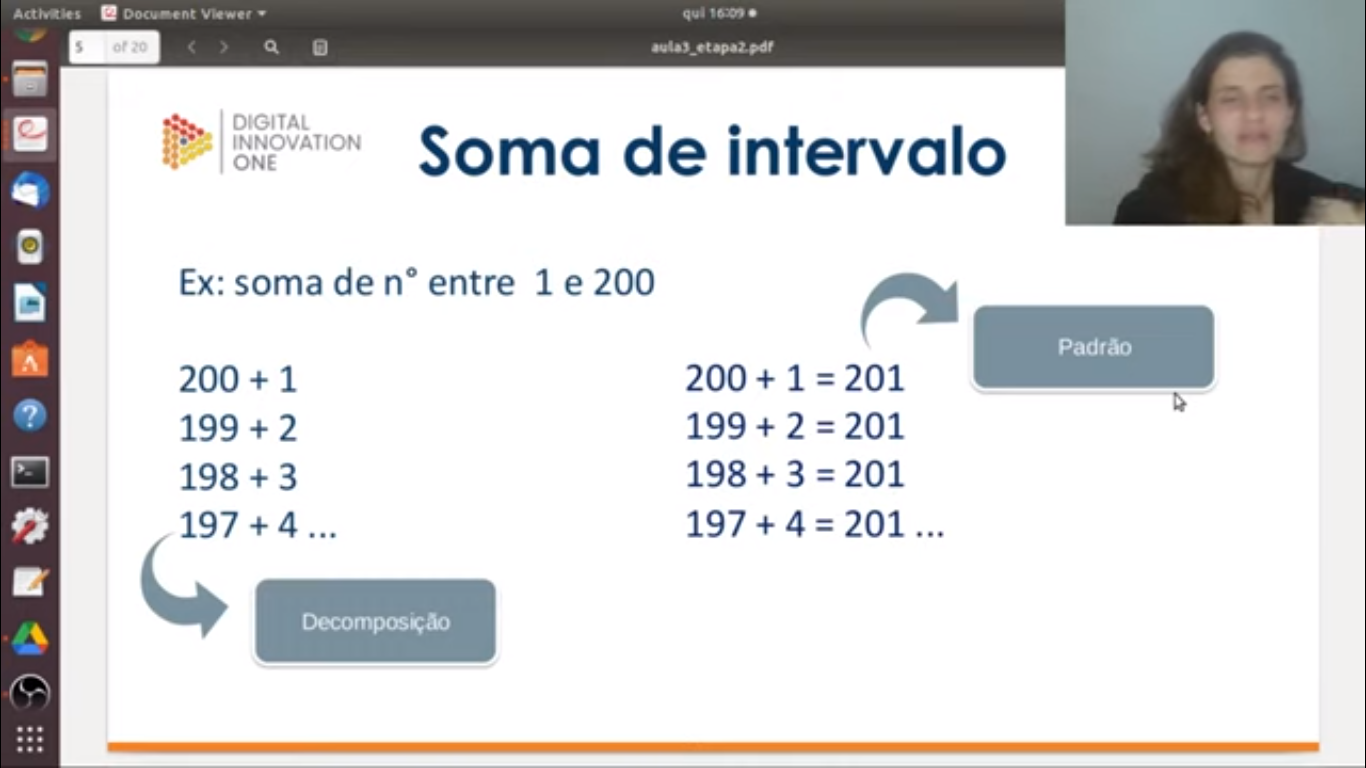 Activities Document Viewer qui 16:09
5 of 20 aula3_etapa2.pdf
DIGITAL
INNOVATION
ONE
Soma de intervalo
Ex: soma de n° entre 1 e 200
200 + 1
199 + 2
198 + 3
197 + 4 ...
Decomposição
200 + 1 = 201
199 + 2 = 201
198 + 3 = 201
197 + 4 = 201 ...
Padrão